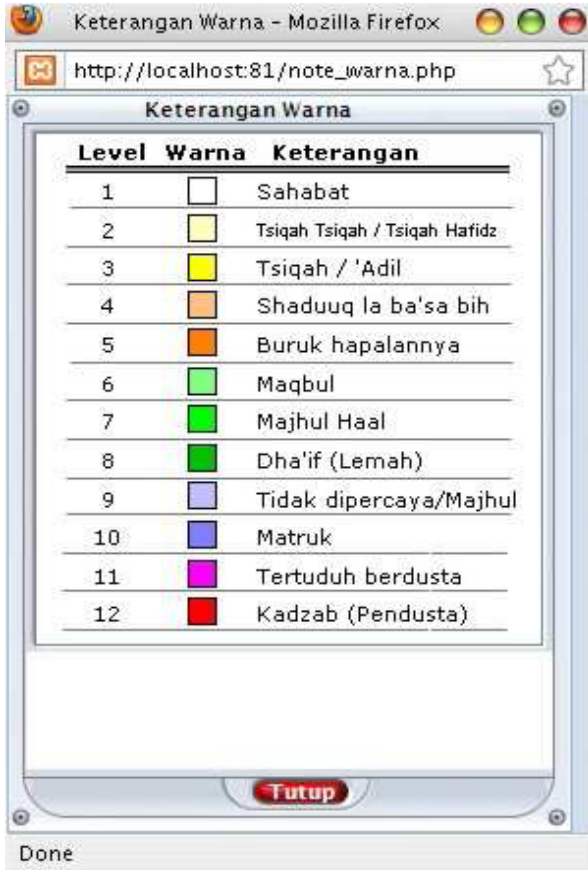 Keterangan Warna - Mozilla Firefox
http://localhost:81/note_warna.php
Keterangan Warna
Level Warna Keterangan
1 Sahabat
2 Tsiqah Tsiqah / Tsiqah Hafidz
3 Tsiqah / 'Adil
4 Shaduuq la ba'sa bih
5 Buruk hapalannya
6 Maqbul
7 Majhul Haal
8 Dha'if (Lemah)
9 Tidak dipercaya/Majhul
10 Matruk
11 Tertuduh berdusta
12 Kadzab (Pendusta)
Tutup
Done